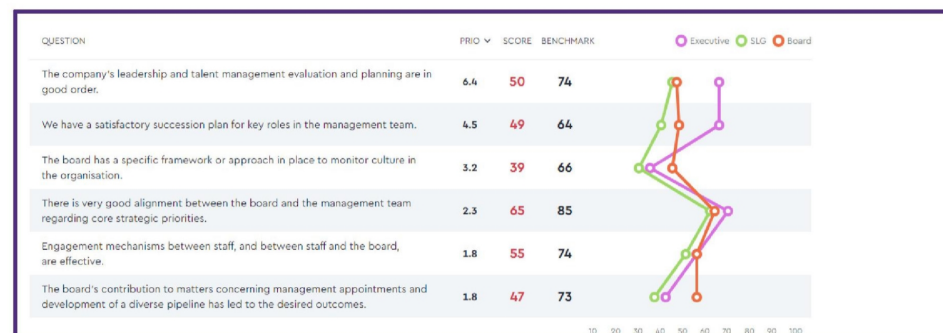 QUESTION PRIO SCORE BENCHMARK Executive SLG Board
The company's leadership and talent management evaluation and planning are in
good order.
6.4 50 74
We have a satisfactory succession plan for key roles in the management team. 4.5 49 64
The board has a specific framework or approach in place to monitor culture in
the organisation.
3.2 39 66
There is very good alignment between the board and the management team
regarding core strategic priorities.
2.3 65 85
Engagement mechanisms between staff, and between staff and the board,
are effective.
1.8 55 74
The board's contribution to matters concerning management appointments and
development of a diverse pipeline has led to the desired outcomes.
1.8 47 73
10 20 30 40 50 60 70 80 90 100